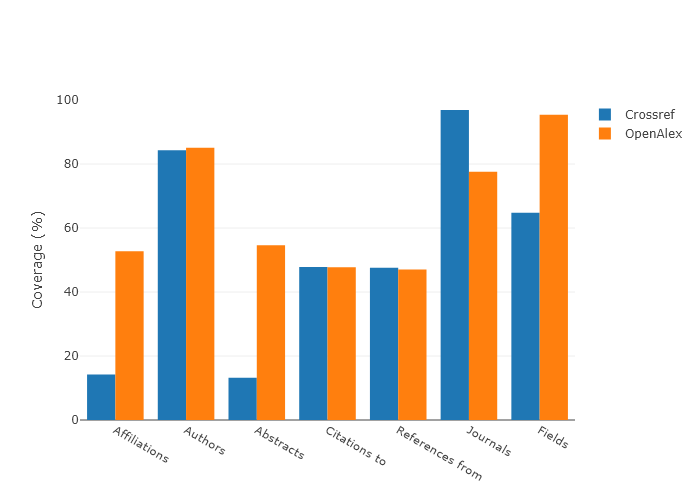 100
80
60
40
20
0
Coverage (%)
Affiliations
Authors
Abstracts
Citations to
References from
Journals
Fields
Crossref
OpenAlex